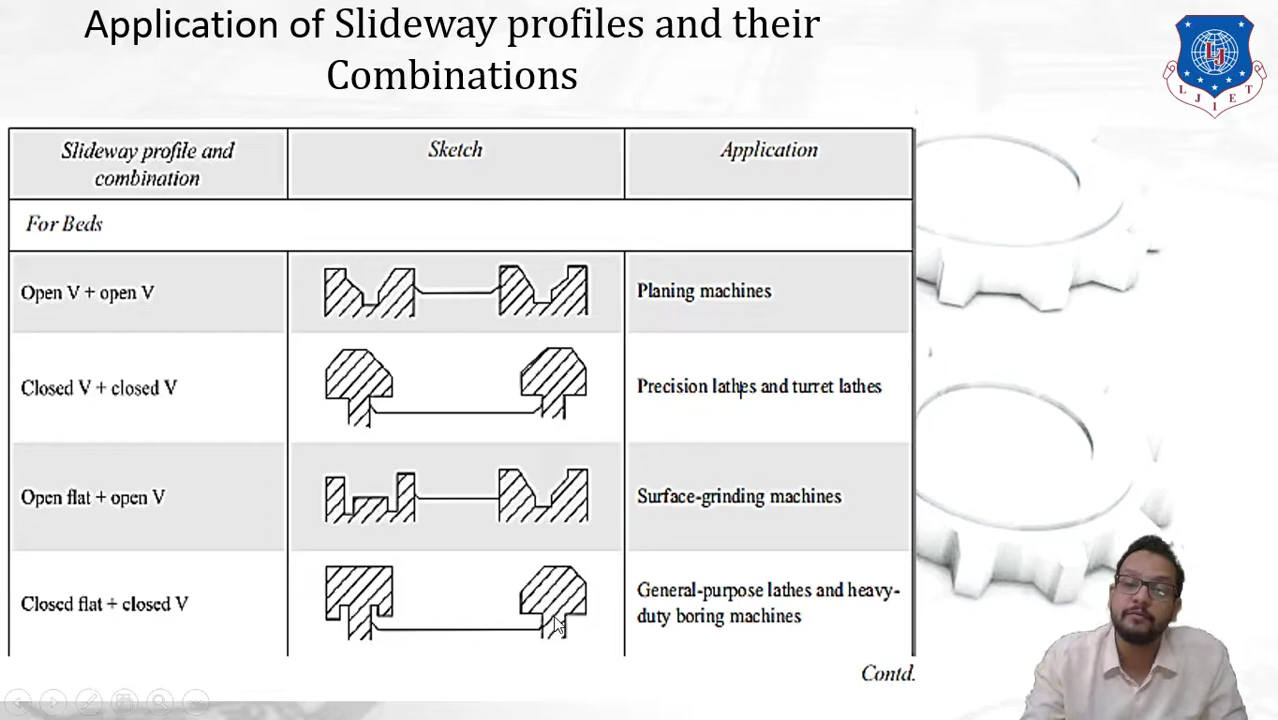 Application of Slideway profiles and their
Combinations
L J I E T
Slideway profile and
combination
Sketch
Application
For Beds
Open V + open V
Planing machines
Closed V + closed V
Precision lathes and turret lathes
Open flat + open V
Surface-grinding machines
Closed flat + closed V
General-purpose lathes and heavy-
duty boring machines
Contd.